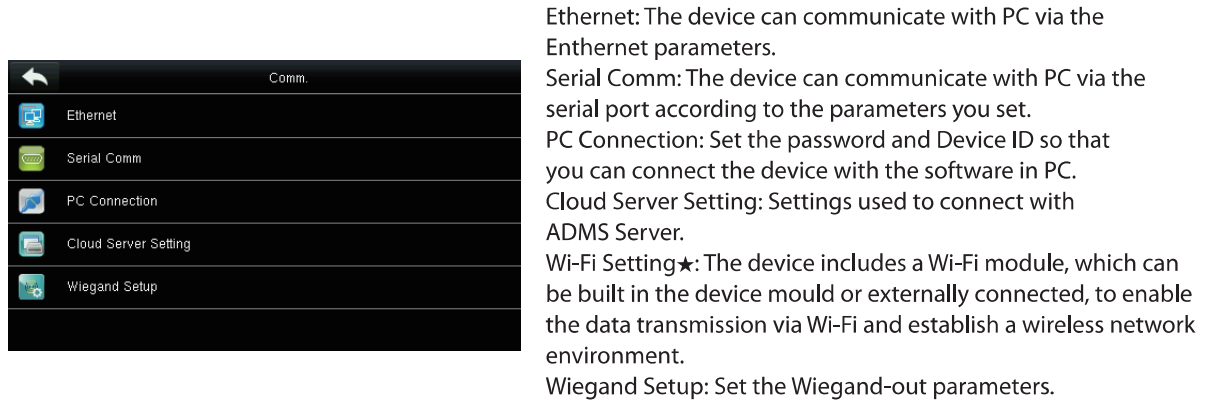 Comm.
Ethernet
Serial Comm
PC Connection
Cloud Server Setting
Wiegand Setup
Ethernet: The device can communicate with PC via the
Enthernet parameters.
Serial Comm: The device can communicate with PC via the
serial port according to the parameters you set.
PC Connection: Set the password and Device ID so that
you can connect the device with the software in PC.
Cloud Server Setting: Settings used to connect with
ADMS Server.
Wi-Fi Setting★: The device includes a Wi-Fi module, which can
be built in the device mould or externally connected, to enable
the data transmission via Wi-Fi and establish a wireless network
environment.
Wiegand Setup: Set the Wiegand-out parameters.